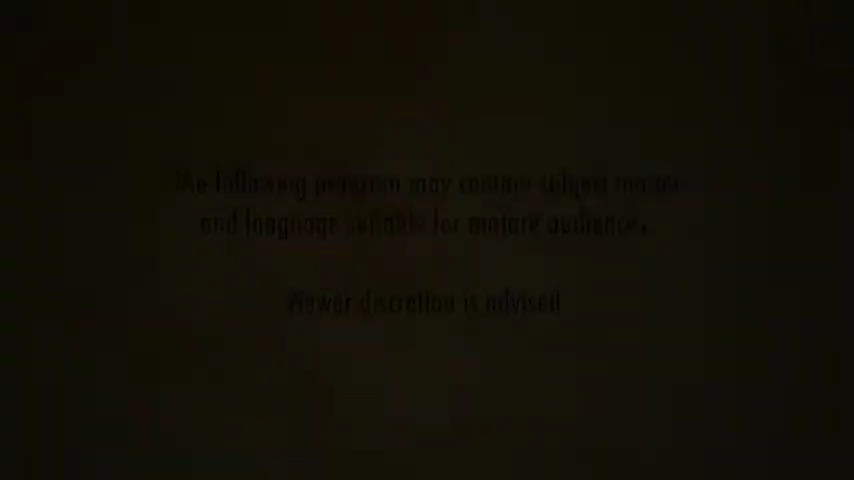 The following program may contain subject matter
and language suitable for mature audiences.
Viewer discretion is advised